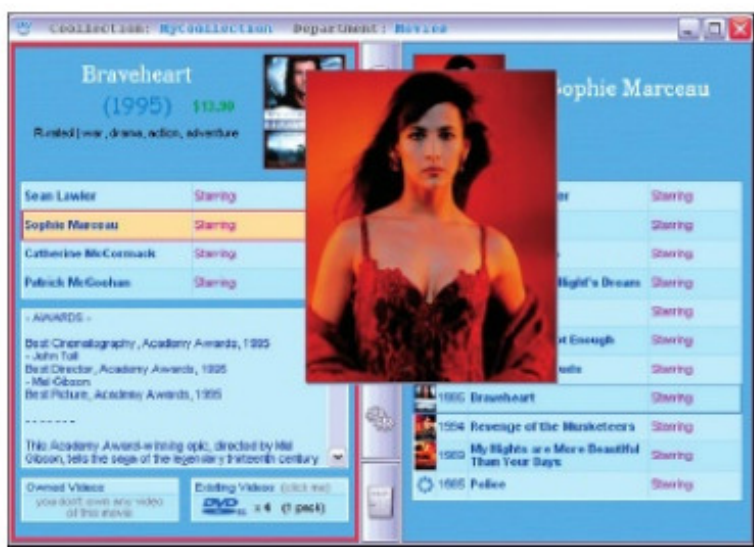 Coollection: MyCoollection Department: Movies
Braveheart
(1995) $13.99
R-rated | war, drama, action, adventure
Sean Lawlor Starring
Sophie Marceau Starring
Catherine McCormack Starring
Patrick McGoohan Starring
- AWARDS -
Best Cinematography, Academy Awards, 1995
- John Toll
Best Director, Academy Awards, 1995
- Mel Gibson
Best Picture, Academy Awards, 1995
-------
This Academy Award-winning epic, directed by Mel
Gibson, tells the saga of the legendary thirteenth century
Owned Videos
you don't own any video
of this movie
Existing Videos (click me)
DVD x 4 (1 pack)
Sophie Marceau
Starring
Starring
Starring
Night's Dream Starring
Starring
ot Enough Starring
Starring
1995 Braveheart Starring
1994 Revenge of the Musketeers Starring
1989 My Nights are More Beautiful
Than Your Days Starring
1985 Police Starring